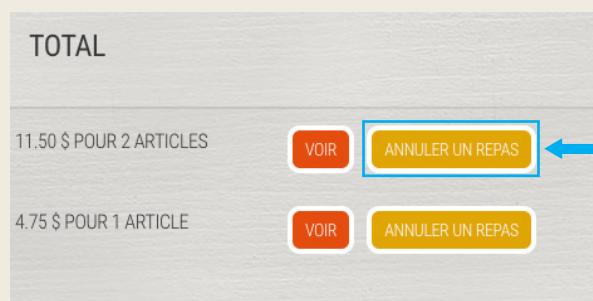 TOTAL
11.50 $ POUR 2 ARTICLES VOIR ANNULER UN REPAS
4.75 $ POUR 1 ARTICLE VOIR ANNULER UN REPAS